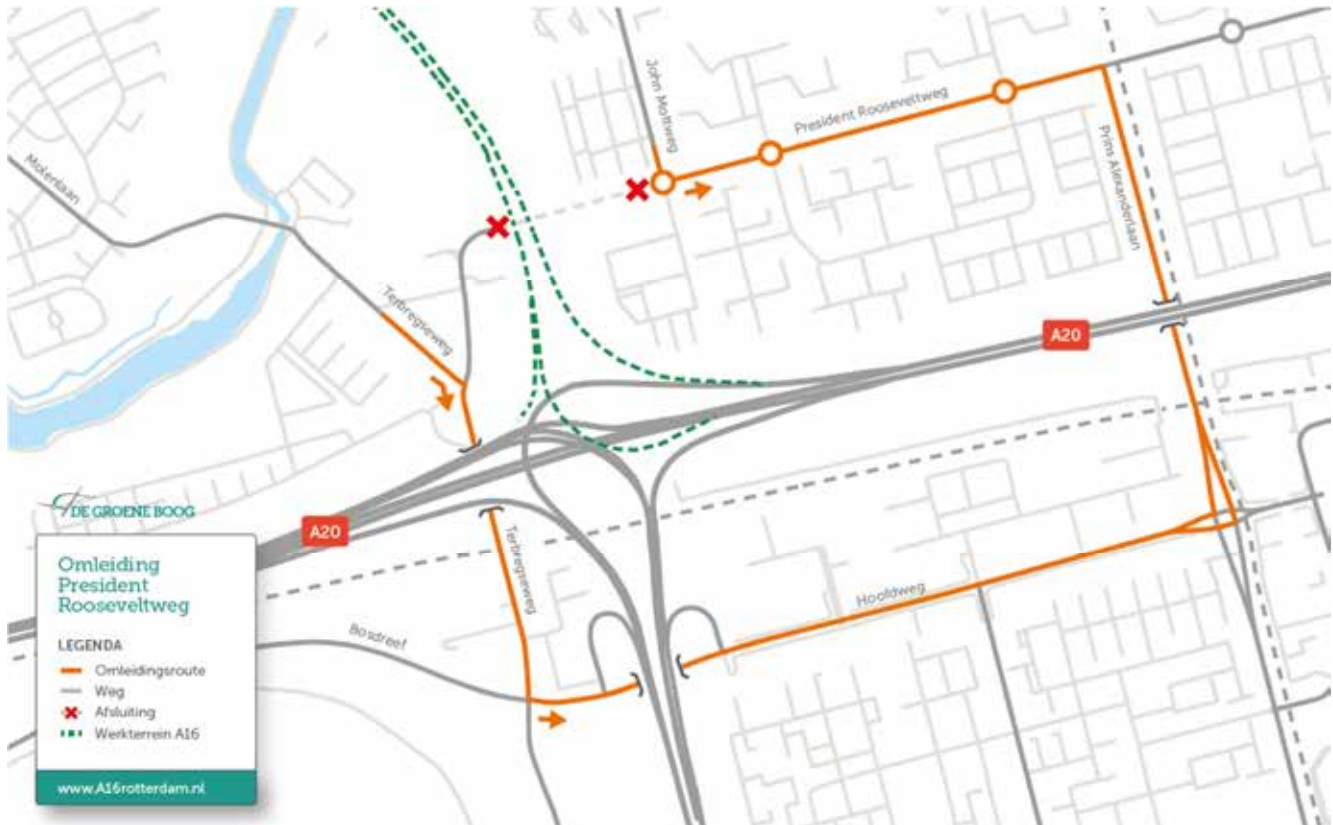 Molenlaan
John Mottweg
President Rooseveltweg
Prins Alexanderlaan
Terbregseweg
A20
A20
Terbregseweg
Hoofdweg
Bosdreef
DE GROENE BOOG
Omleiding
President
Rooseveltweg
LEGENDA
Omleidingsroute
Weg
Afsluiting
Werkterrein A16
www.A16rotterdam.nl